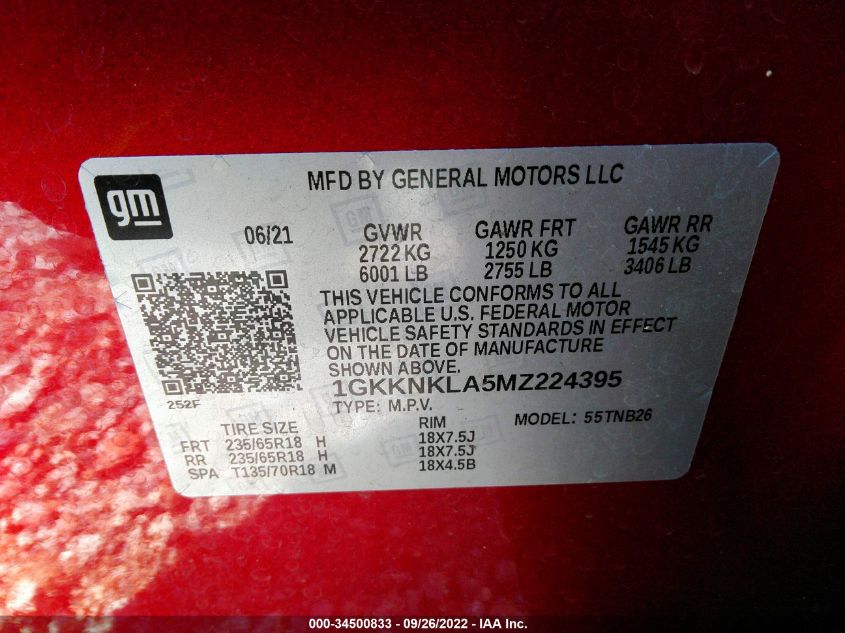 gm
MFD BY GENERAL MOTORS LLC
06/21 GVWR GAWR FRT GAWR RR
2722 KG 1250 KG 1545 KG
6001 LB 2755 LB 3406 LB
THIS VEHICLE CONFORMS TO ALL
APPLICABLE U.S. FEDERAL MOTOR
VEHICLE SAFETY STANDARDS IN EFFECT
ON THE DATE OF MANUFACTURE
SHOWN ABOVE.
252F
1GKKNKLA5MZ224395
TYPE: M.P.V. MODEL: 55TNB26
TIRE SIZE RIM
FRT 235/65R18 H 18X7.5J
RR 235/65R18 H 18X7.5J
SPA T135/70R18 M 18X4.5B
000-34500833 - 09/26/2022 - IAA Inc.